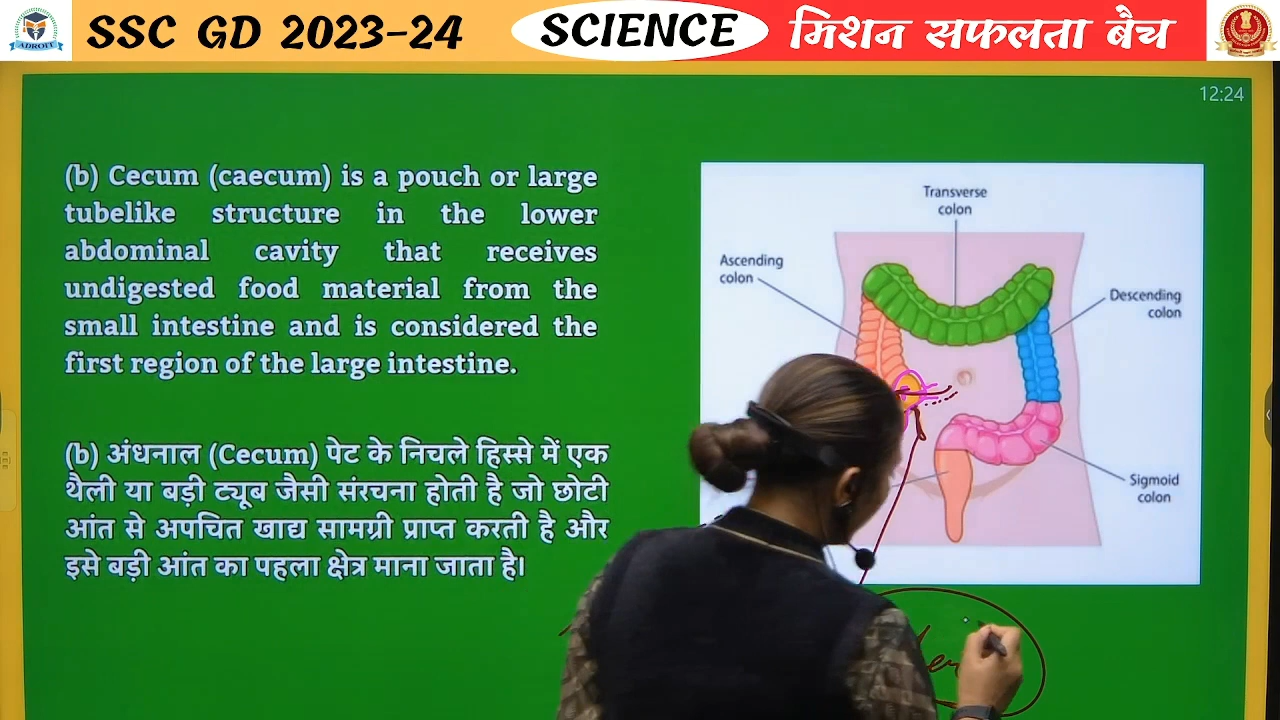 ADROIT
SSC GD 2023-24
SCIENCE
मिशन सफलता बैच
12:24
(b) Cecum (caecum) is a pouch or large
tubelike structure in the lower
abdominal cavity that receives
undigested food material from the
small intestine and is considered the
first region of the large intestine.
(b) अंधनाल (Cecum) पेट के निचले हिस्से में एक
थैली या बड़ी ट्यूब जैसी संरचना होती है जो छोटी
आंत से अपचित खाद्य सामग्री प्राप्त करती है और
इसे बड़ी आंत का पहला क्षेत्र माना जाता है।
Transverse
colon
Ascending
colon
Descending
colon
Sigmoid
colon